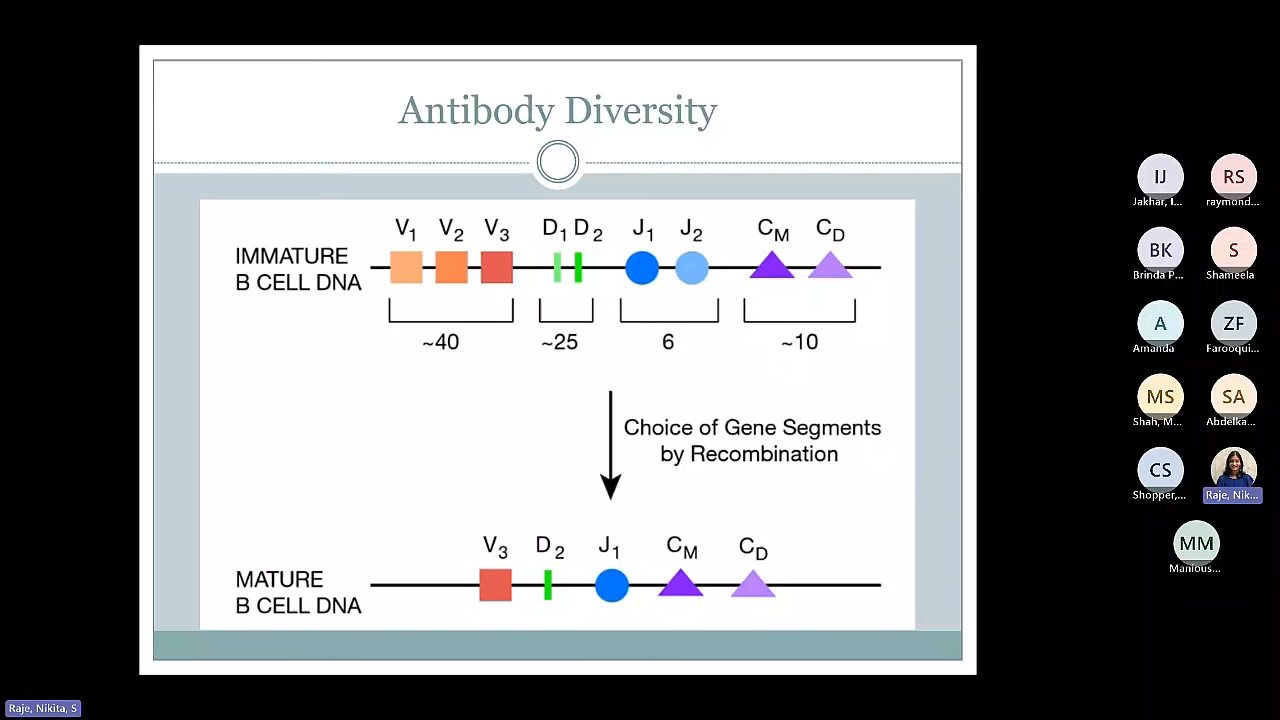 Antibody Diversity
V1 V2 V3 D1 D2 J1 J2 CM CD
IMMATURE
B CELL DNA
~40 ~25 6 ~10
Choice of Gene Segments
by Recombination
V3 D2 J1 CM CD
MATURE
B CELL DNA
IJ RS
Jakhar, I... raymond...
BK S
Brinda P... Shameela
A ZF
Amanda Farooqui...
MS SA
Shah, M... Abdelka...
CS
Shopper,... Raje, Nik...
MM
Manious...
Raje, Nikita, S